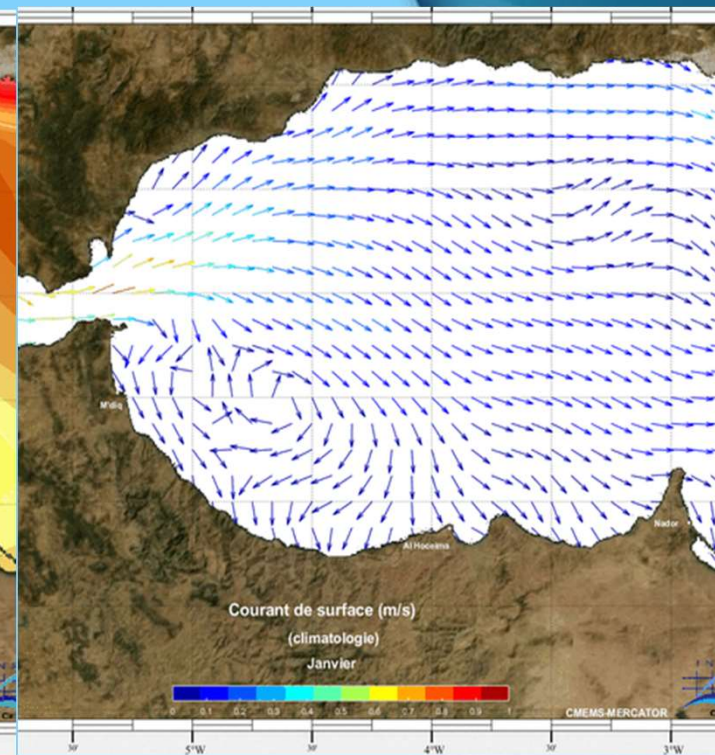 M'diq
Nador
Al Hoceima
Courant de surface (m/s)
(climatologie)
Janvier
0 0.1 0.2 0.3 0.4 0.5 0.6 0.7 0.8 0.9 1
CMEMS-MERCATOR
30' 5°W 30' 4°W 30' 3°W